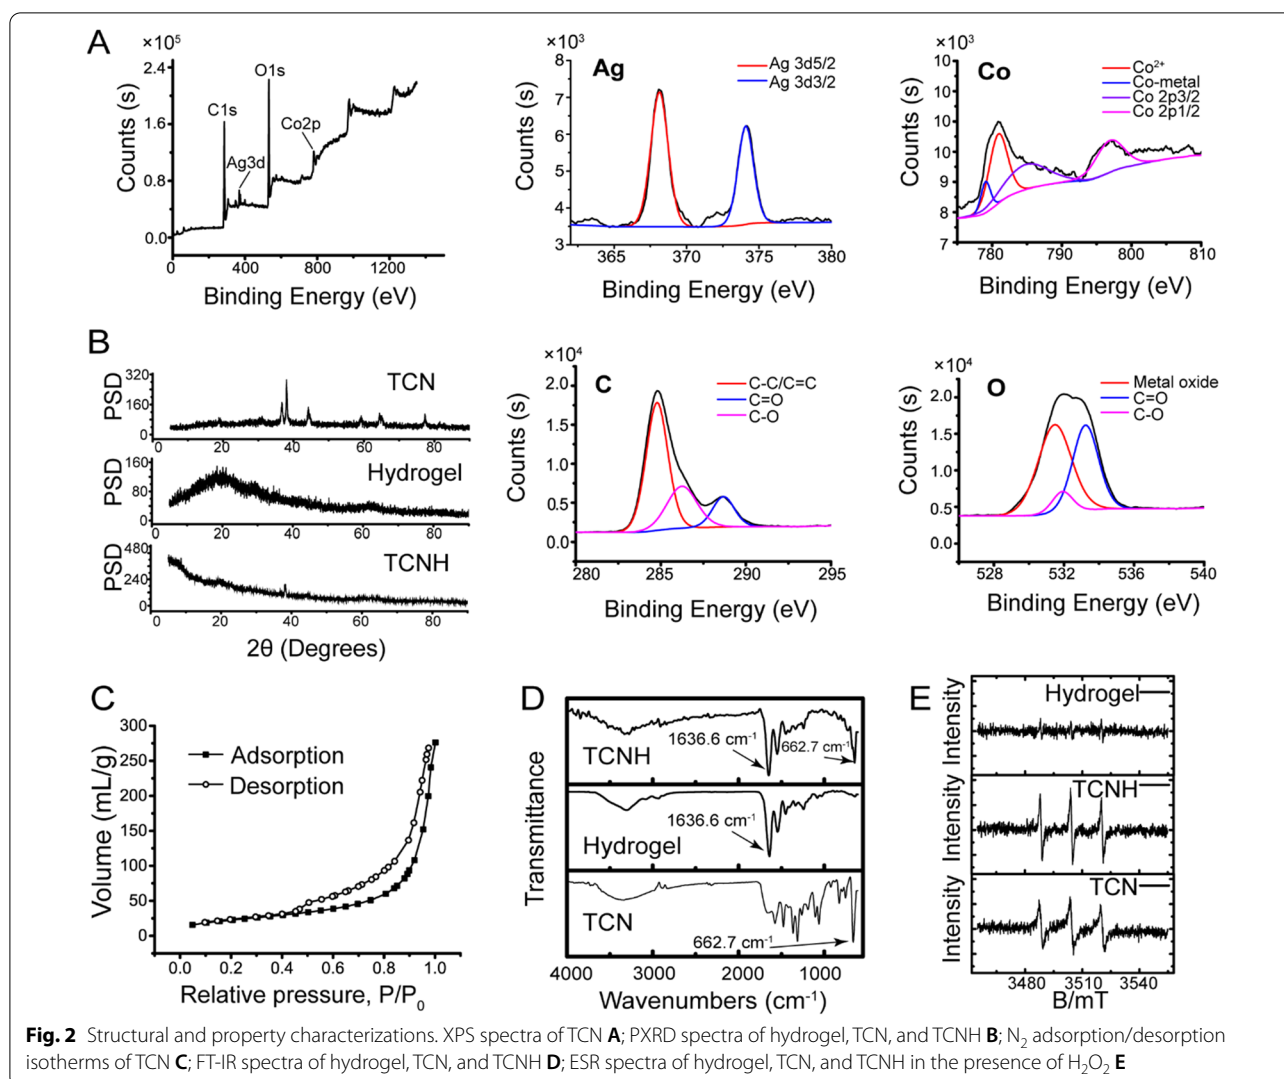 A
×10⁵
2.4
1.6
0.8
0.0
Counts (s)
C1s
O1s
Ag3d
Co2p
0 400 800 1200
Binding Energy (eV)
×10³
Ag
Ag 3d5/2
Ag 3d3/2
8
7
6
5
4
3
Counts (s)
365 370 375 380
Binding Energy (eV)
×10³
Co
Co²⁺
Co-metal
Co 2p3/2
Co 2p1/2
10
10
10
9
8
7
Counts (s)
780 790 800 810
Binding Energy (eV)
B
320
160
0
PSD
TCN
0 20 40 60 80
160
80
0
PSD
Hydrogel
0 20 40 60 80
480
240
0
PSD
TCNH
0 20 40 60 80
2θ (Degrees)
×10⁴
C
C-C/C=C
C=O
C-O
2.0
1.5
1.0
0.5
0.0
Counts (s)
280 285 290 295
Binding Energy (eV)
×10⁴
O
Metal oxide
C=O
C-O
2.0
1.5
1.0
0.5
0.0
Counts (s)
528 532 536 540
Binding Energy (eV)
C
300
250
200
150
100
50
0
Volume (mL/g)
Adsorption
Desorption
0.0 0.2 0.4 0.6 0.8 1.0
Relative pressure, P/P₀
D
Transmittance
TCNH
1636.6 cm⁻¹
662.7 cm⁻¹
Hydrogel
1636.6 cm⁻¹
TCN
662.7 cm⁻¹
4000 3000 2000 1000
Wavenumbers (cm⁻¹)
E
Intensity
Hydrogel
Intensity
TCNH
Intensity
TCN
3480 3510 3540
B/mT
Fig. 2 Structural and property characterizations. XPS spectra of TCN A; PXRD spectra of hydrogel, TCN, and TCNH B; N₂ adsorption/desorption
isotherms of TCN C; FT-IR spectra of hydrogel, TCN, and TCNH D; ESR spectra of hydrogel, TCN, and TCNH in the presence of H₂O₂ E